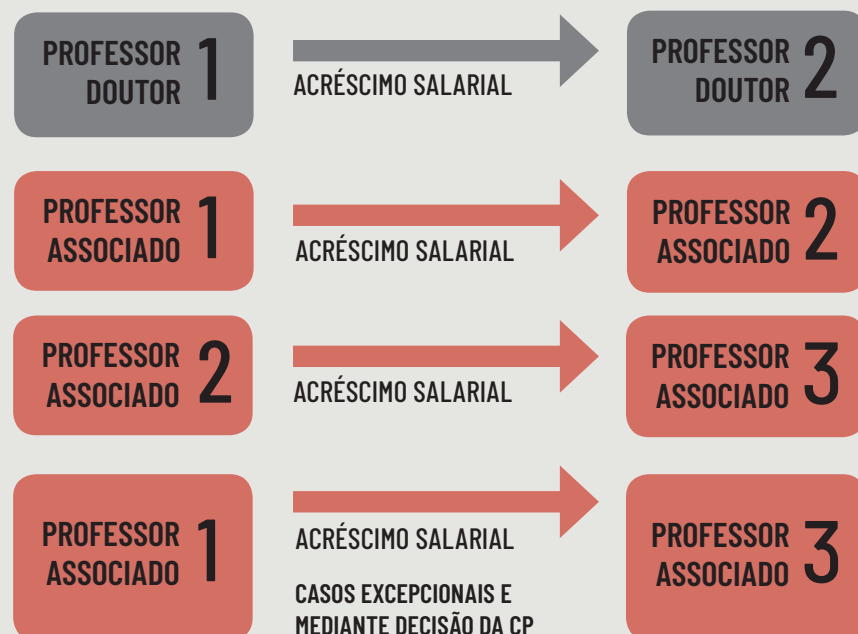 PROFESSOR
DOUTOR 1
ACRÉSCIMO SALARIAL
PROFESSOR
DOUTOR 2
PROFESSOR
ASSOCIADO 1
ACRÉSCIMO SALARIAL
PROFESSOR
ASSOCIADO 2
PROFESSOR
ASSOCIADO 2
ACRÉSCIMO SALARIAL
PROFESSOR
ASSOCIADO 3
PROFESSOR
ASSOCIADO 1
ACRÉSCIMO SALARIAL
CASOS EXCEPCIONAIS E
MEDIANTE DECISÃO DA CP
PROFESSOR
ASSOCIADO 3